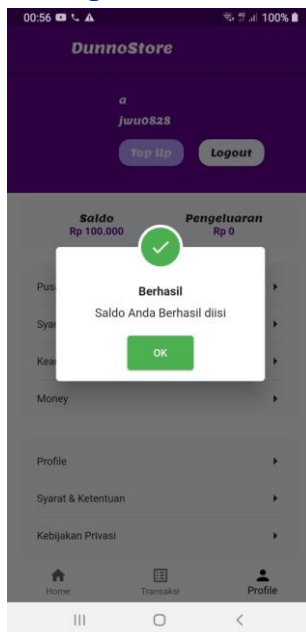 00:56 100%
DunnoStore
a
jwu0828
Top Up Logout
Saldo Pengeluaran
Rp 100.000 Rp 0
Berhasil
Saldo Anda Berhasil diisi
OK
Money
Profile
Syarat & Ketentuan
Kebijakan Privasi
Home Transaksi Profile